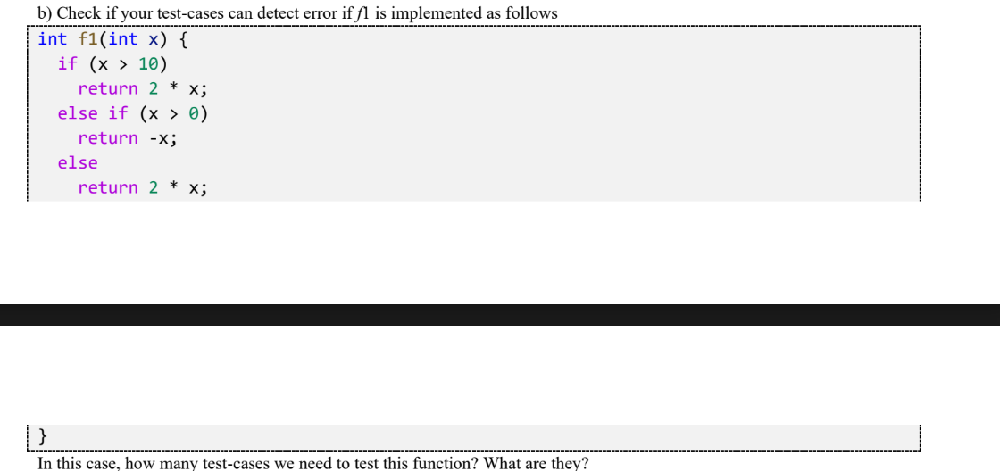 b) Check if your test-cases can detect error if f1 is implemented as follows
int f1(int x) {
if (x > 10)
return 2 * x;
else if (x > 0)
return -x;
else
return 2 * x;
}
In this case, how many test-cases we need to test this function? What are they?